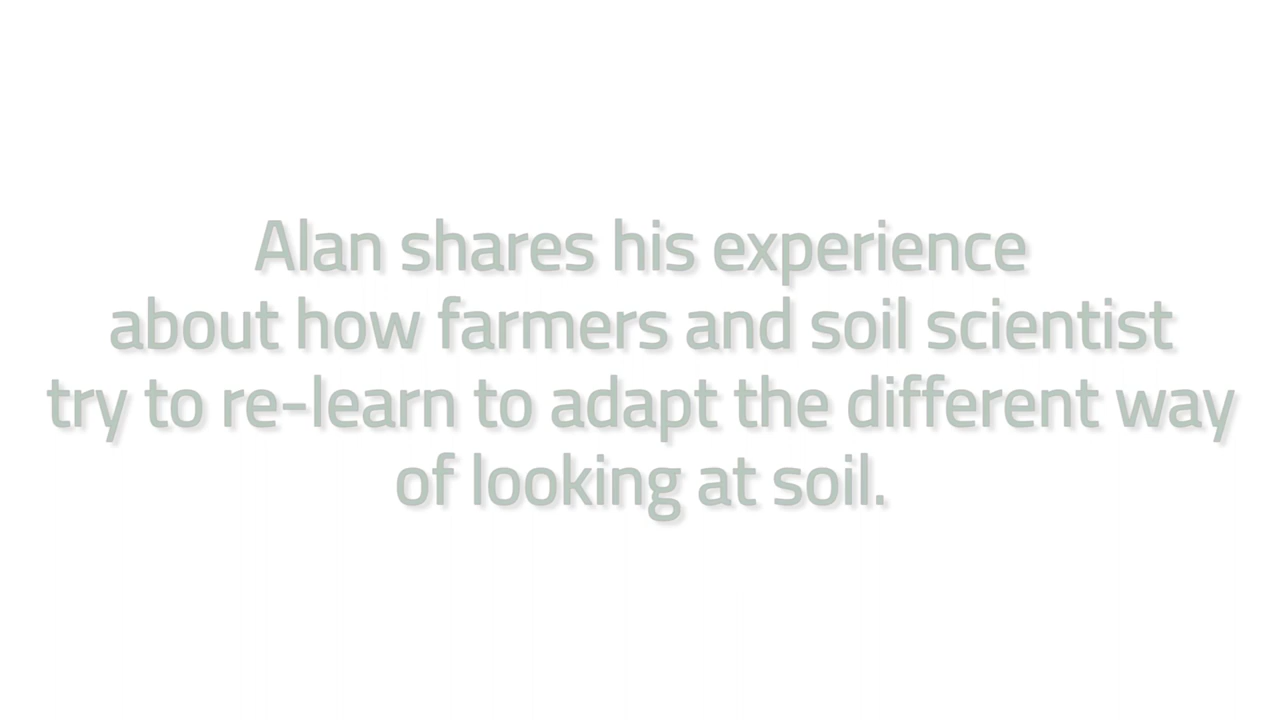 Alan shares his experience
about how farmers and soil scientist
try to re-learn to adapt the different way
of looking at soil.